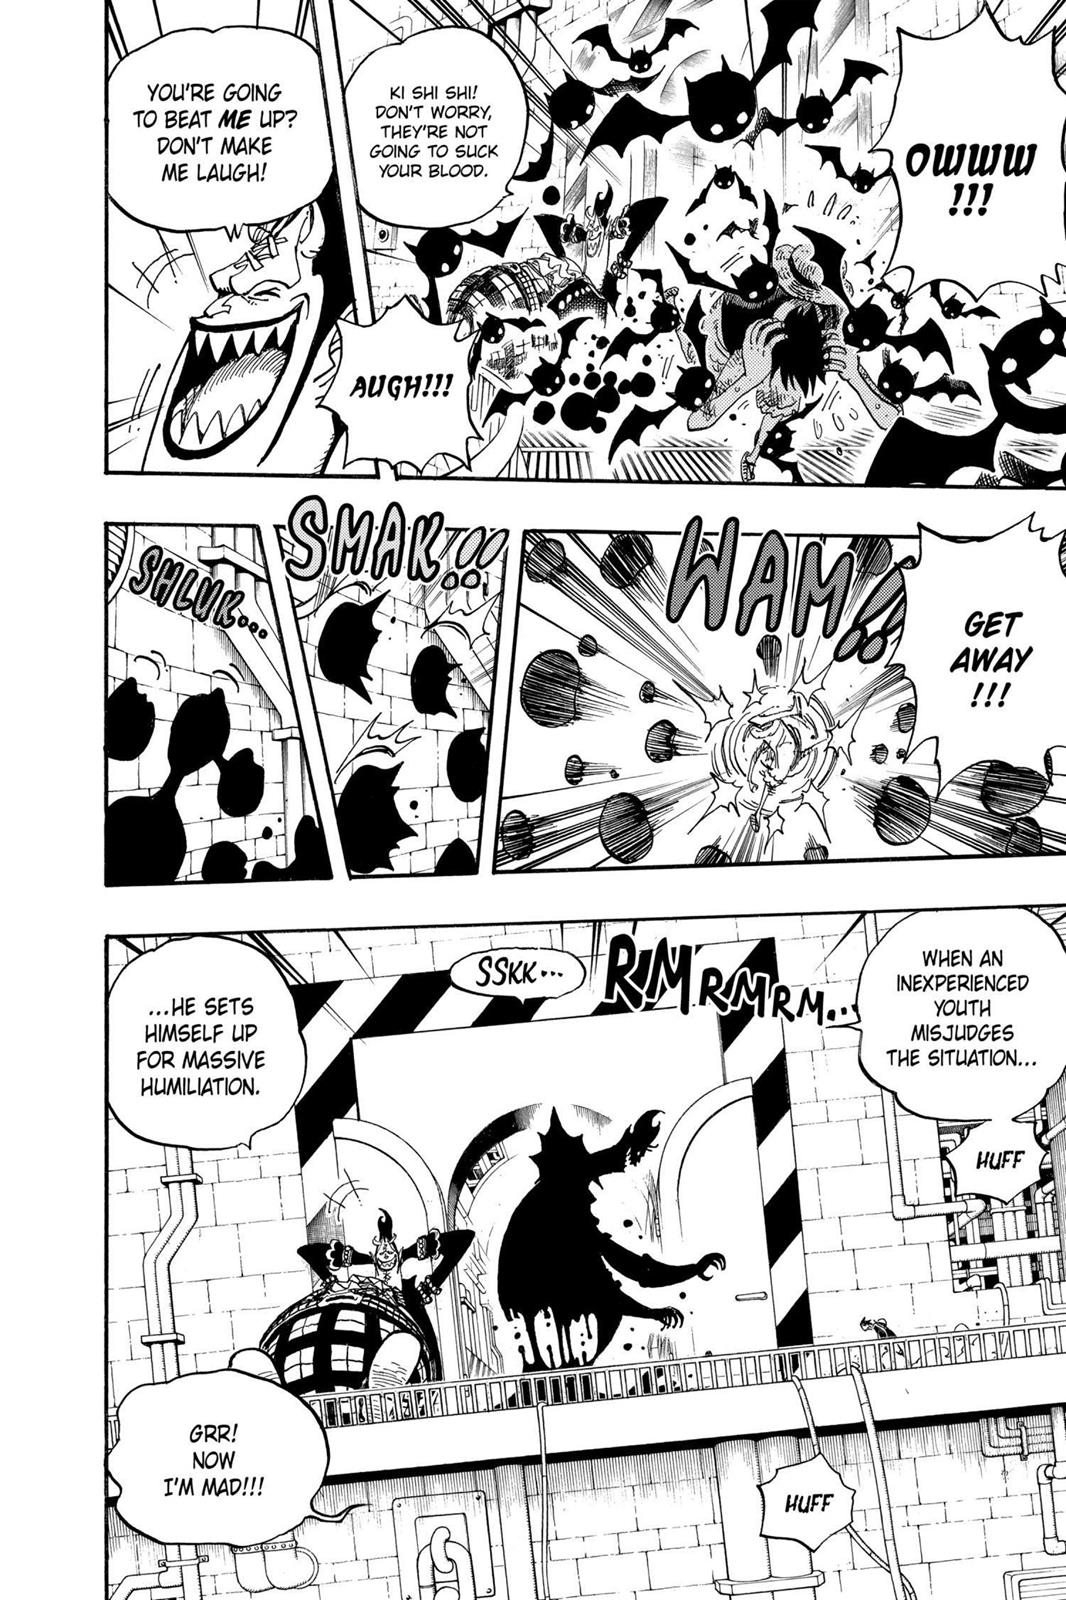 OWWW
!!!
KI SHI SHI!
DON'T WORRY,
THEY'RE NOT
GOING TO SUCK
YOUR BLOOD.
YOU'RE GOING
TO BEAT ME UP?
DON'T MAKE
ME LAUGH!
AUGH!!!
GET
AWAY
!!!
WAM!!
SMAK!!
SHLUK...
WHEN AN
INEXPERIENCED
YOUTH
MISJUDGES
THE SITUATION...
HUFF
RMRMRM...
SSKK...
...HE SETS
HIMSELF UP
FOR MASSIVE
HUMILIATION.
GRR!
NOW
I'M MAD!!!
HUFF